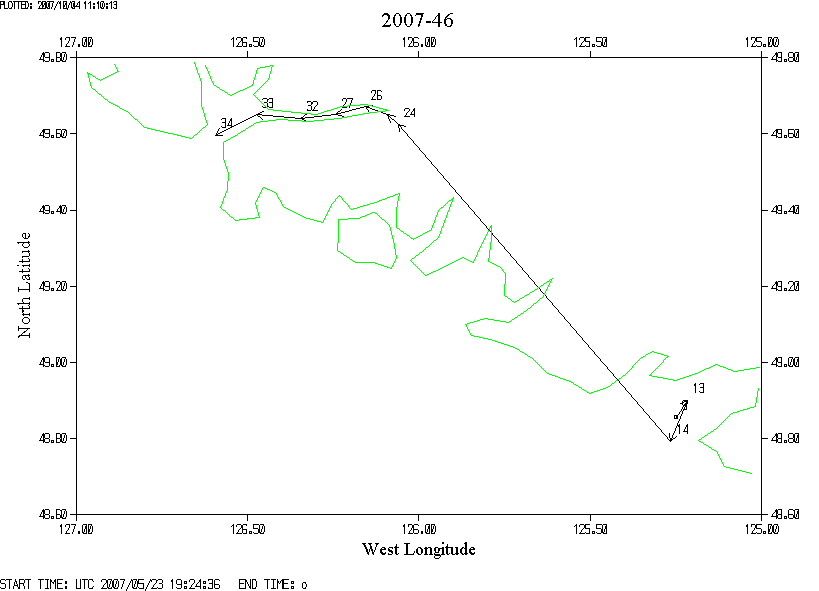 PLOTTED: 2007/10/04 11:10:13
2007-46
127.00 126.50 126.00 125.50 125.00
49.80 49.80
26
33 32 27 24
34
49.60 49.60
49.40 49.40
North Latitude
49.20 49.20
49.00 49.00
13
14
48.80 48.80
48.60 48.60
127.00 126.50 126.00 125.50 125.00
West Longitude
START TIME: UTC 2007/05/23 19:24:36 END TIME: o